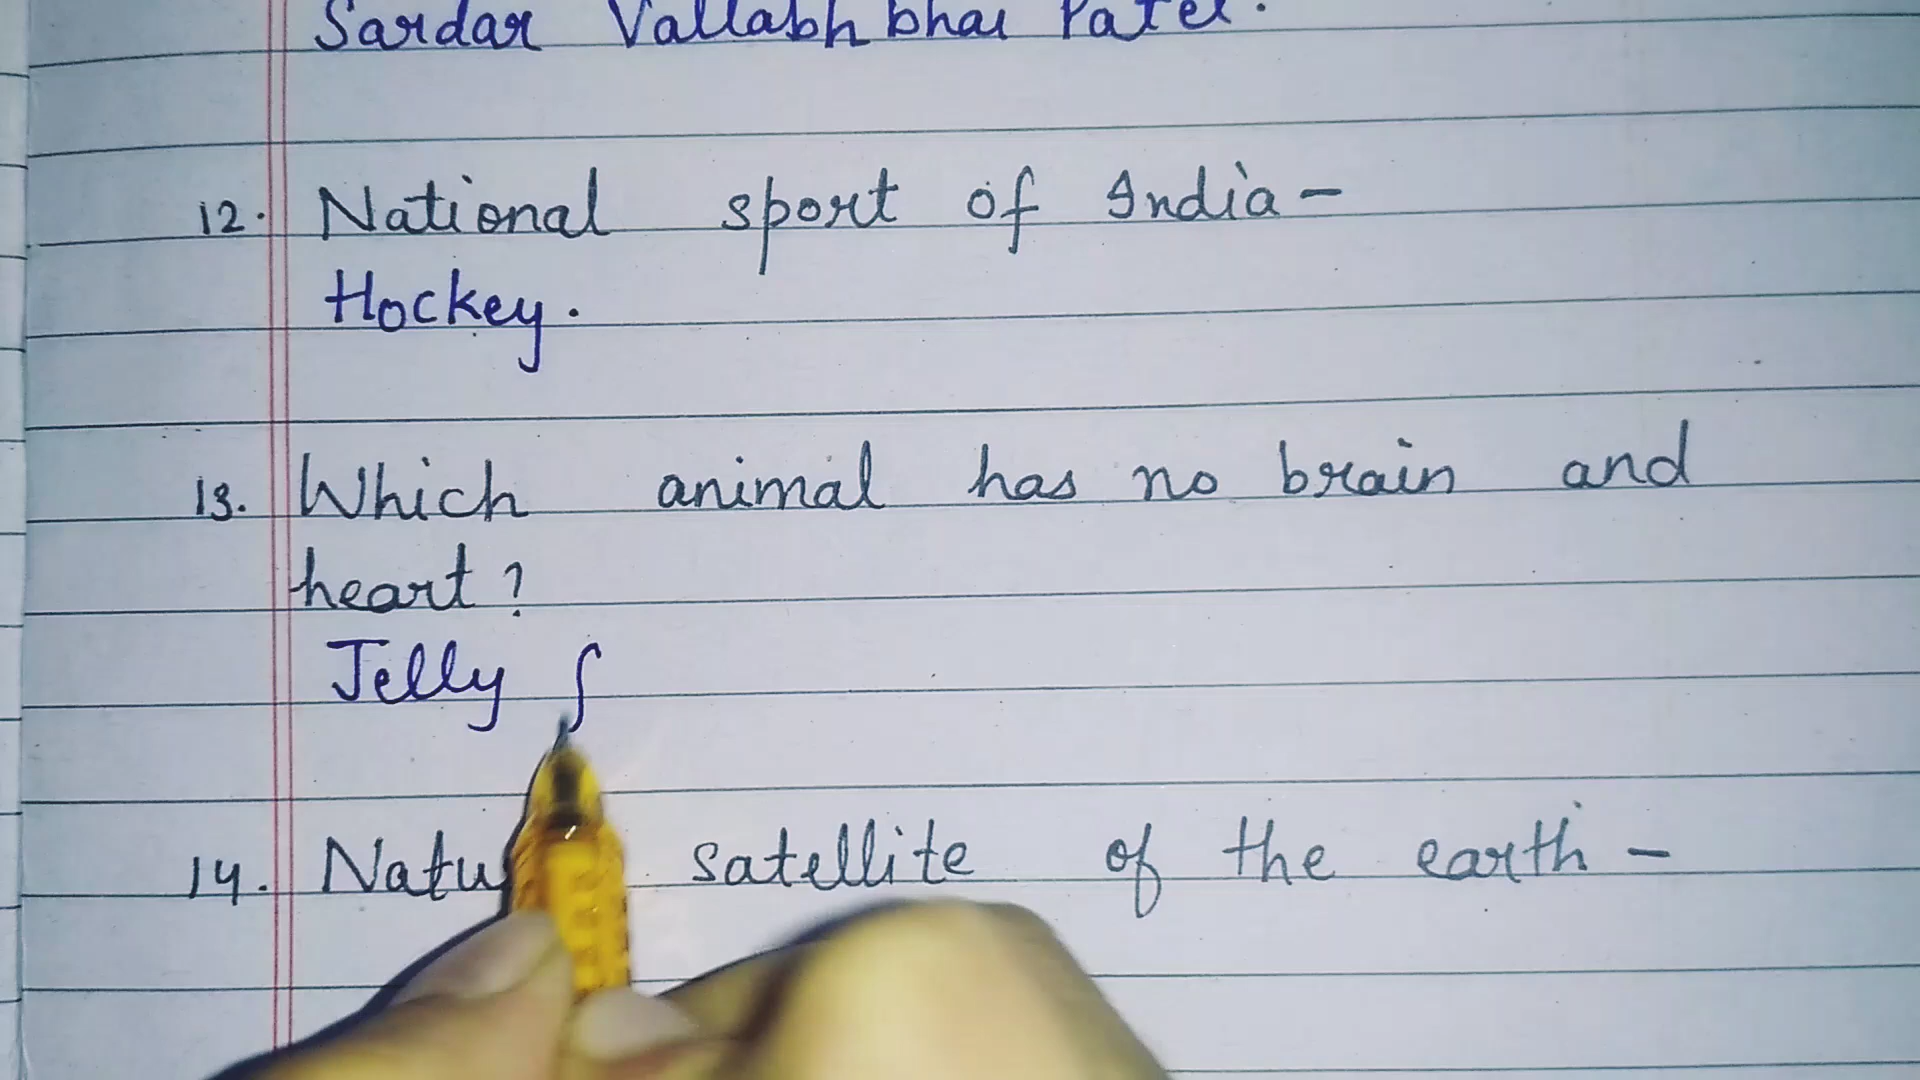 Sardar Vallabhbhai Patel.
12. National sport of India -
Hockey.
13. Which animal has no brain and
heart?
Jelly f
14. Natu satellite of the earth -